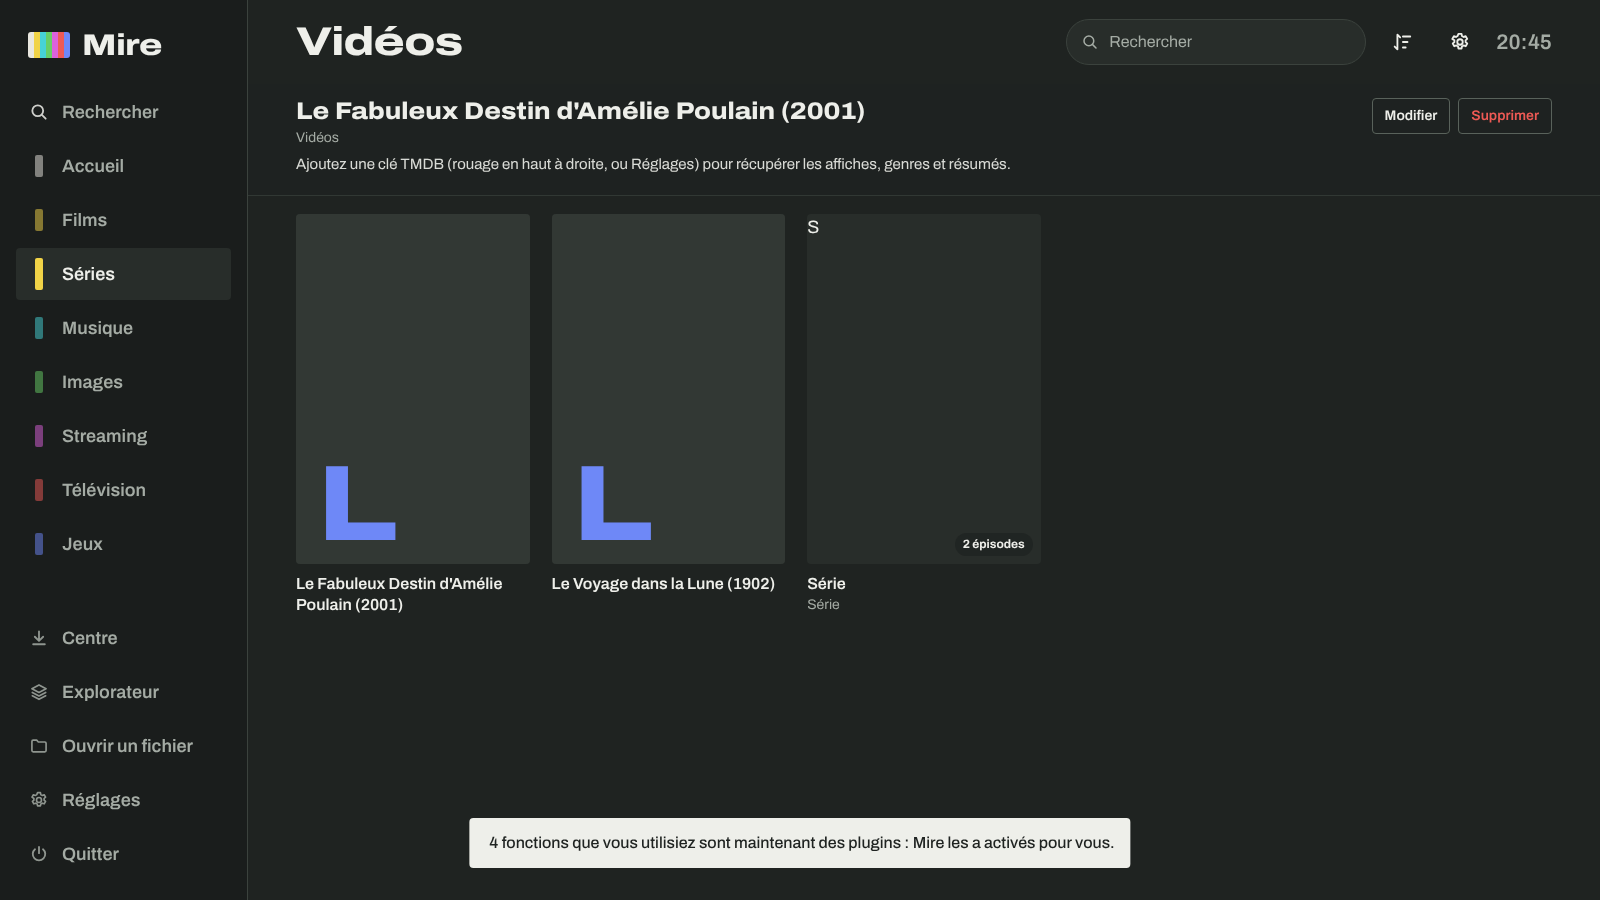 Mire
Rechercher
Accueil
Films
Séries
Musique
Images
Streaming
Télévision
Jeux
Centre
Explorateur
Ouvrir un fichier
Réglages
Quitter
Vidéos
Rechercher
20:45
Le Fabuleux Destin d'Amélie Poulain (2001)
Vidéos
Ajoutez une clé TMDB (rouage en haut à droite, ou Réglages) pour récupérer les affiches, genres et résumés.
Modifier
Supprimer
L
Le Fabuleux Destin d'Amélie
Poulain (2001)
L
Le Voyage dans la Lune (1902)
S
2 épisodes
Série
Série
4 fonctions que vous utilisiez sont maintenant des plugins : Mire les a activés pour vous.